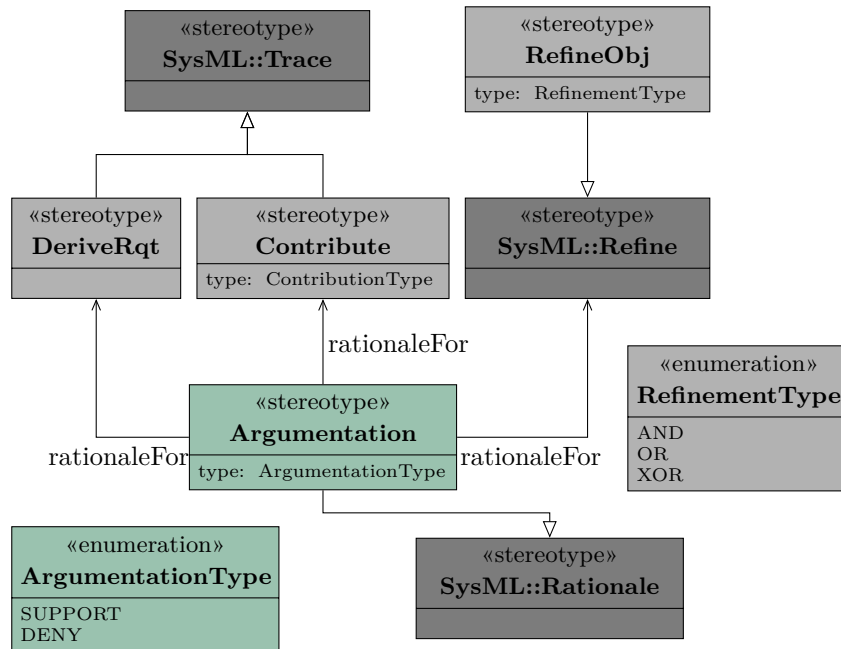 «stereotype»
SysML::Trace
«stereotype»
RefineObj
type: RefinementType
«stereotype»
DeriveRqt
«stereotype»
Contribute
type: ContributionType
«stereotype»
SysML::Refine
rationaleFor
«enumeration»
RefinementType
AND
OR
XOR
«stereotype»
Argumentation
type: ArgumentationType
rationaleFor
rationaleFor
«enumeration»
ArgumentationType
SUPPORT
DENY
«stereotype»
SysML::Rationale